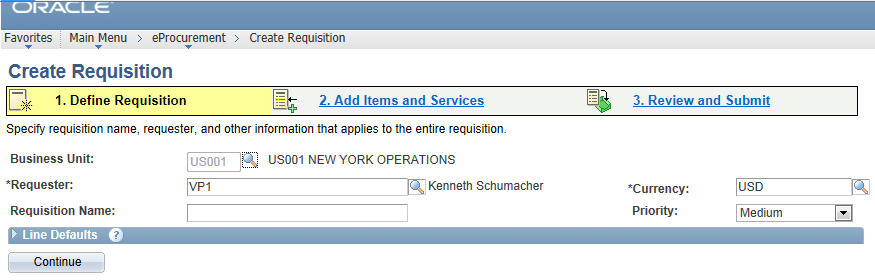 ORACLE
Favorites Main Menu > eProcurement > Create Requisition
Create Requisition
1. Define Requisition 2. Add Items and Services 3. Review and Submit
Specify requisition name, requester, and other information that applies to the entire requisition.
Business Unit: US001 US001 NEW YORK OPERATIONS
*Requester: VP1 Kenneth Schumacher *Currency: USD
Requisition Name: Priority: Medium
Line Defaults ?
Continue